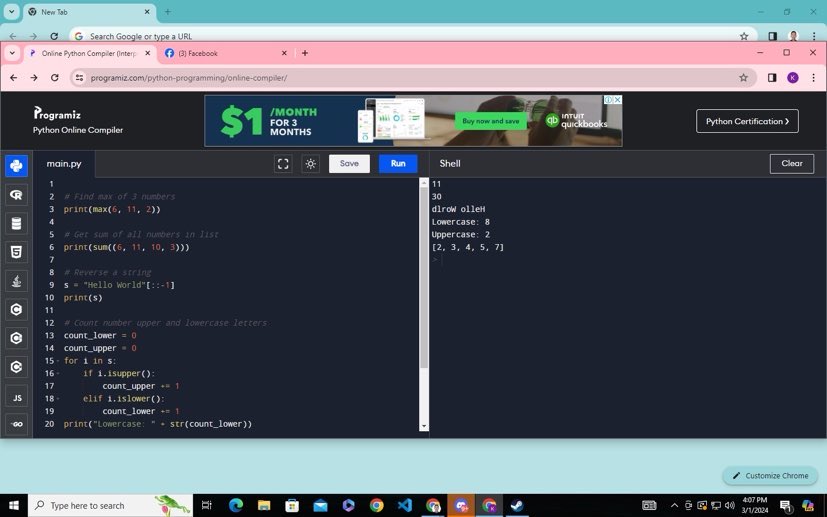 New Tab
Search Google or type a URL
Online Python Compiler (Interp
(3) Facebook
programiz.com/python-programming/online-compiler/
K
Programiz
Python Online Compiler
$1 /MONTH
FOR 3
MONTHS
Buy now and save
INTUIT
quickbooks
Python Certification
main.py
Save
Run
Shell
Clear
1
2 # Find max of 3 numbers
3 print(max(6, 11, 2))
4
5 # Get sum of all numbers in list
6 print(sum((6, 11, 10, 3)))
7
8 # Reverse a string
9 s = "Hello World"[::-1]
10 print(s)
11
12 # Count number upper and lowercase letters
13 count_lower = 0
14 count_upper = 0
15 for i in s:
16 if i.isupper():
17 count_upper += 1
18 elif i.islower():
19 count_lower += 1
20 print("Lowercase: " + str(count_lower))
11
30
dlroW olleH
Lowercase: 8
Uppercase: 2
[2, 3, 4, 5, 7]
>
JS
GO
Customize Chrome
Type here to search
4:07 PM
3/1/2024